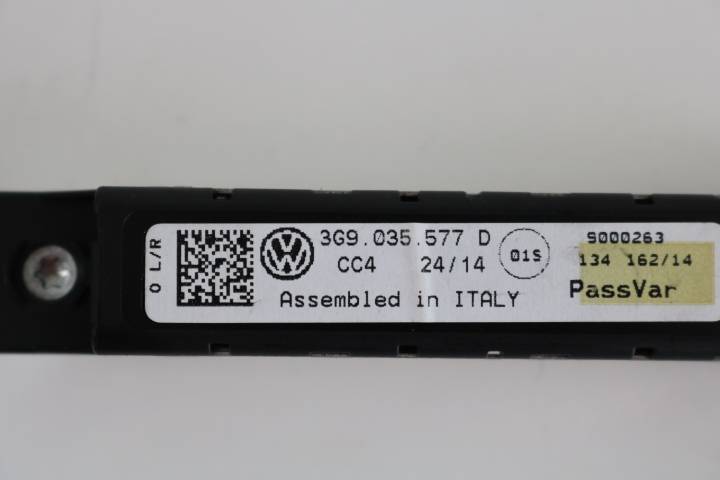 O L/R
3G9.035.577 D
CC4 24/14
Assembled in ITALY
01S
9000263
134 162/14
PassVar